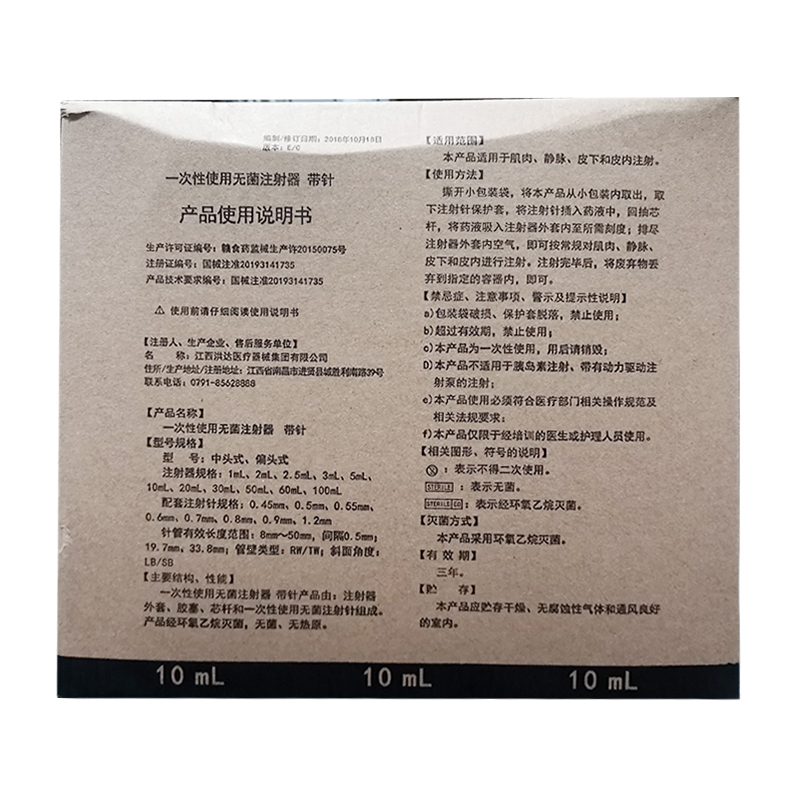 编制/修订日期：2016年10月18日
版本：E/C
一次性使用无菌注射器 带针
产品使用说明书
生产许可证编号：赣食药监械生产许20150075号
注册证编号：国械注准20193141735
产品技术要求编号：国械注准20193141735
⚠ 使用前请仔细阅读使用说明书
【注册人、生产企业、售后服务单位】
名 称：江西洪达医疗器械集团有限公司
住所/生产地址/注册地址：江西省南昌市进贤县城胜利南路39号
联系电话：0791-85628888
【产品名称】
一次性使用无菌注射器 带针
【型号规格】
型 号：中头式、偏头式
注射器规格：1mL、2mL、2.5mL、3mL、5mL、
10mL、20mL、30mL、50mL、60mL、100mL
配套注射针规格：0.45mm、0.5mm、0.55mm、
0.6mm、0.7mm、0.8mm、0.9mm、1.2mm
针管有效长度范围：8mm～50mm，间隔0.5mm；
19.7mm、33.8mm；管壁类型：RW/TW；斜面角度：
LB/SB
【主要结构、性能】
一次性使用无菌注射器 带针产品由：注射器
外套、胶塞、芯杆和一次性使用无菌注射针组成。
产品经环氧乙烷灭菌，无菌、无热原。
【适用范围】
本产品适用于肌肉、静脉、皮下和皮内注射。
【使用方法】
撕开小包装袋，将本产品从小包装内取出，取
下注射针保护套，将注射针插入药液中，回抽芯
杆，将药液吸入注射器外套内至所需刻度；排尽
注射器外套内空气，即可按常规对肌肉、静脉、
皮下和皮内进行注射。注射完毕后，将废弃物丢
弃到指定的容器内，即可。
【禁忌症、注意事项、警示及提示性说明】
a)包装袋破损、保护套脱落，禁止使用；
b)超过有效期，禁止使用；
c)本产品为一次性使用，用后请销毁；
D)本产品不适用于胰岛素注射、带有动力驱动注
射泵的注射；
e)本产品使用必须符合医疗部门相关操作规范及
相关法规要求；
f)本产品仅限于经培训的医生或护理人员使用。
【相关图形、符号的说明】
：表示不得二次使用。
STERILE：表示无菌。
STERILE EO：表示经环氧乙烷灭菌。
【灭菌方式】
本产品采用环氧乙烷灭菌。
【有 效 期】
三年。
【贮 存】
本产品应贮存干燥、无腐蚀性气体和通风良好
的室内。
10 mL 10 mL 10 mL